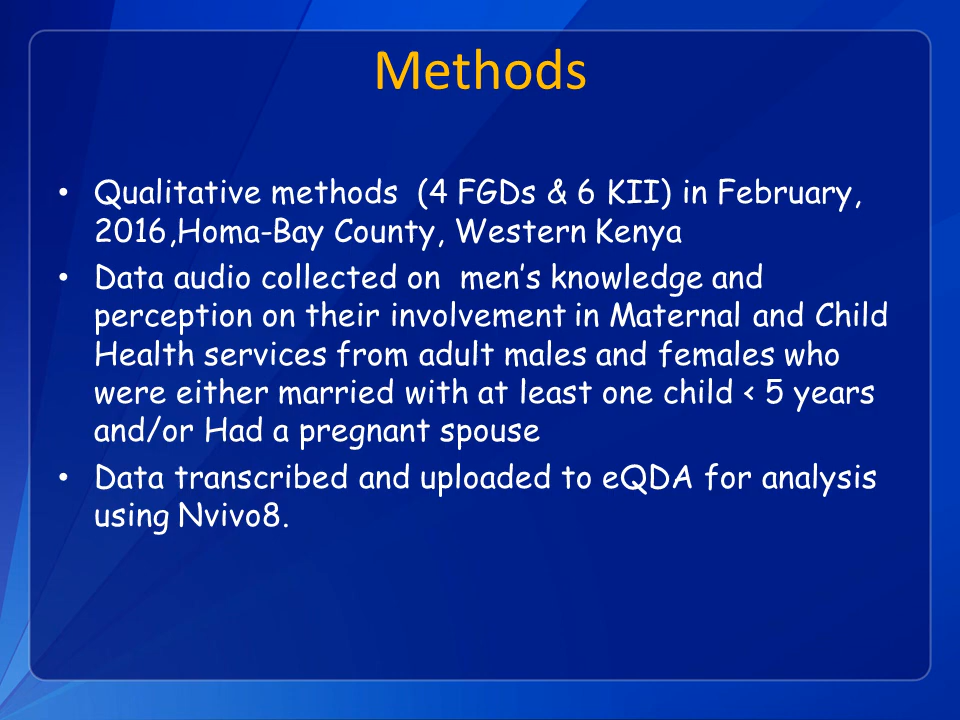 Methods
• Qualitative methods  (4 FGDs & 6 KII) in February,
2016,Homa-Bay County, Western Kenya
• Data audio collected on  men’s knowledge and
perception on their involvement in Maternal and Child
Health services from adult males and females who
were either married with at least one child < 5 years
and/or Had a pregnant spouse
• Data transcribed and uploaded to eQDA for analysis
using Nvivo8.